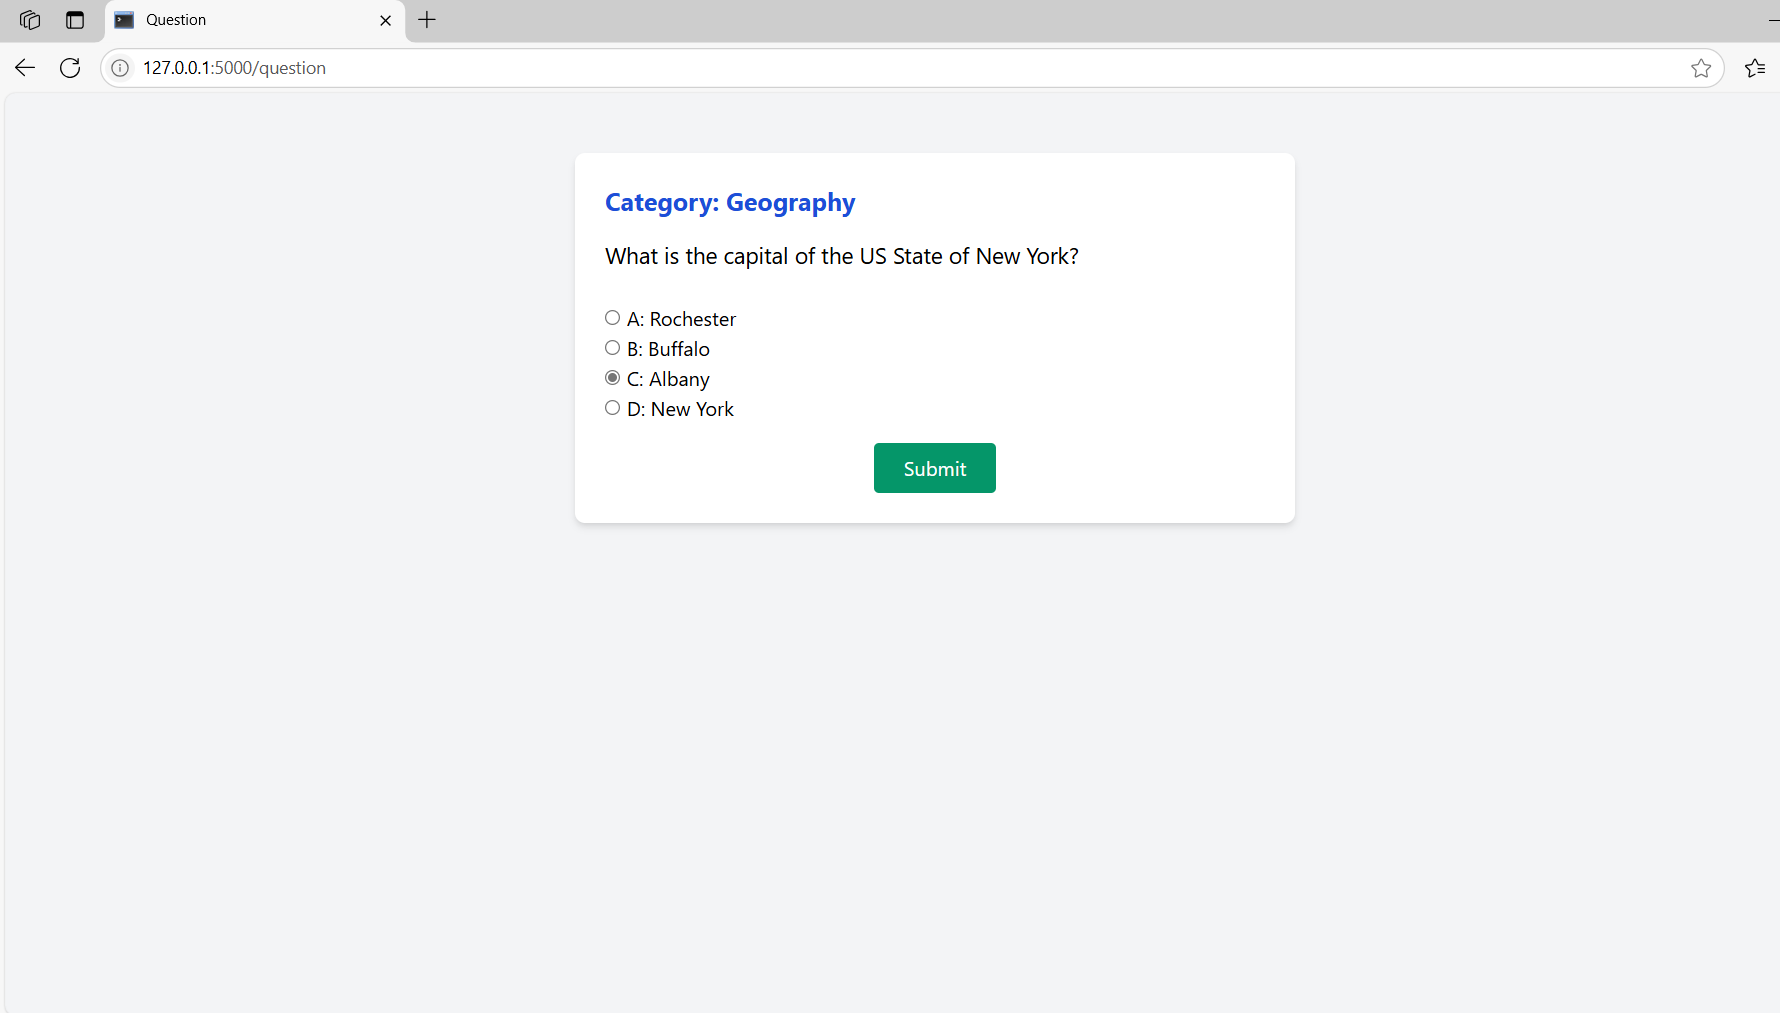 Question
127.0.0.1:5000/question
Category: Geography
What is the capital of the US State of New York?
A: Rochester
B: Buffalo
C: Albany
D: New York
Submit